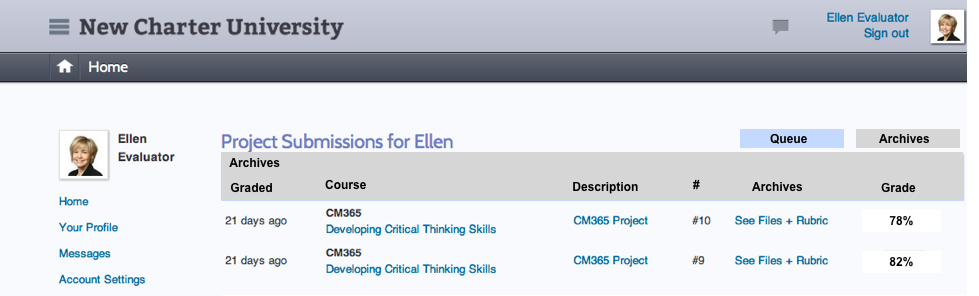 New Charter University
Ellen Evaluator
Sign out
Home
Ellen
Evaluator
Home
Your Profile
Messages
Account Settings
Project Submissions for Ellen
Queue
Archives
Archives
Graded Course Description # Archives Grade
21 days ago CM365 CM365 Project #10 See Files + Rubric 78%
Developing Critical Thinking Skills
21 days ago CM365 CM365 Project #9 See Files + Rubric 82%
Developing Critical Thinking Skills